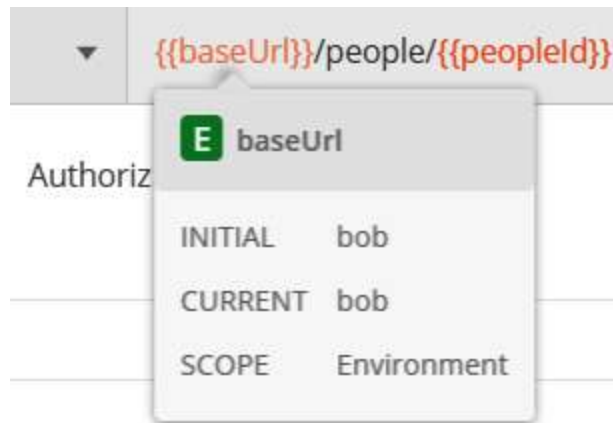 {{baseUrl}}/people/{{peopleId}}
E baseUrl
Authoriz
INITIAL bob
CURRENT bob
SCOPE Environment